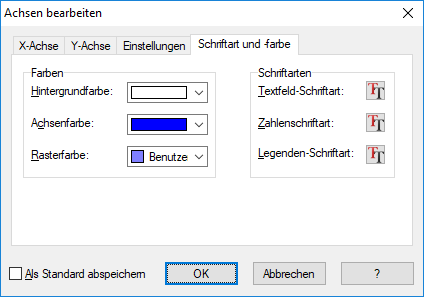 Achsen bearbeiten
X-Achse Y-Achse Einstellungen Schriftart und -farbe
Farben Schriftarten
Hintergrundfarbe: Textfeld-Schriftart:
Achsenfarbe: Zahlenschriftart:
Rasterfarbe: Benutze Legenden-Schriftart:
Als Standard abspeichern OK Abbrechen ?